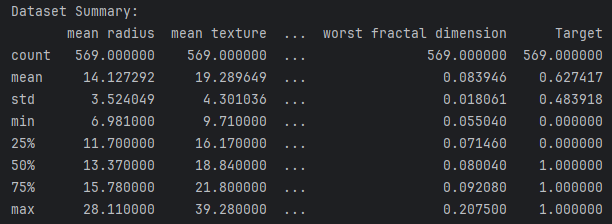 Dataset Summary:
mean radius mean texture ... worst fractal dimension Target
count 569.000000 569.000000 ... 569.000000 569.000000
mean 14.127292 19.289649 ... 0.083946 0.627417
std 3.524049 4.301036 ... 0.018061 0.483918
min 6.981000 9.710000 ... 0.055040 0.000000
25% 11.700000 16.170000 ... 0.071460 0.000000
50% 13.370000 18.840000 ... 0.080040 1.000000
75% 15.780000 21.800000 ... 0.092080 1.000000
max 28.110000 39.280000 ... 0.207500 1.000000